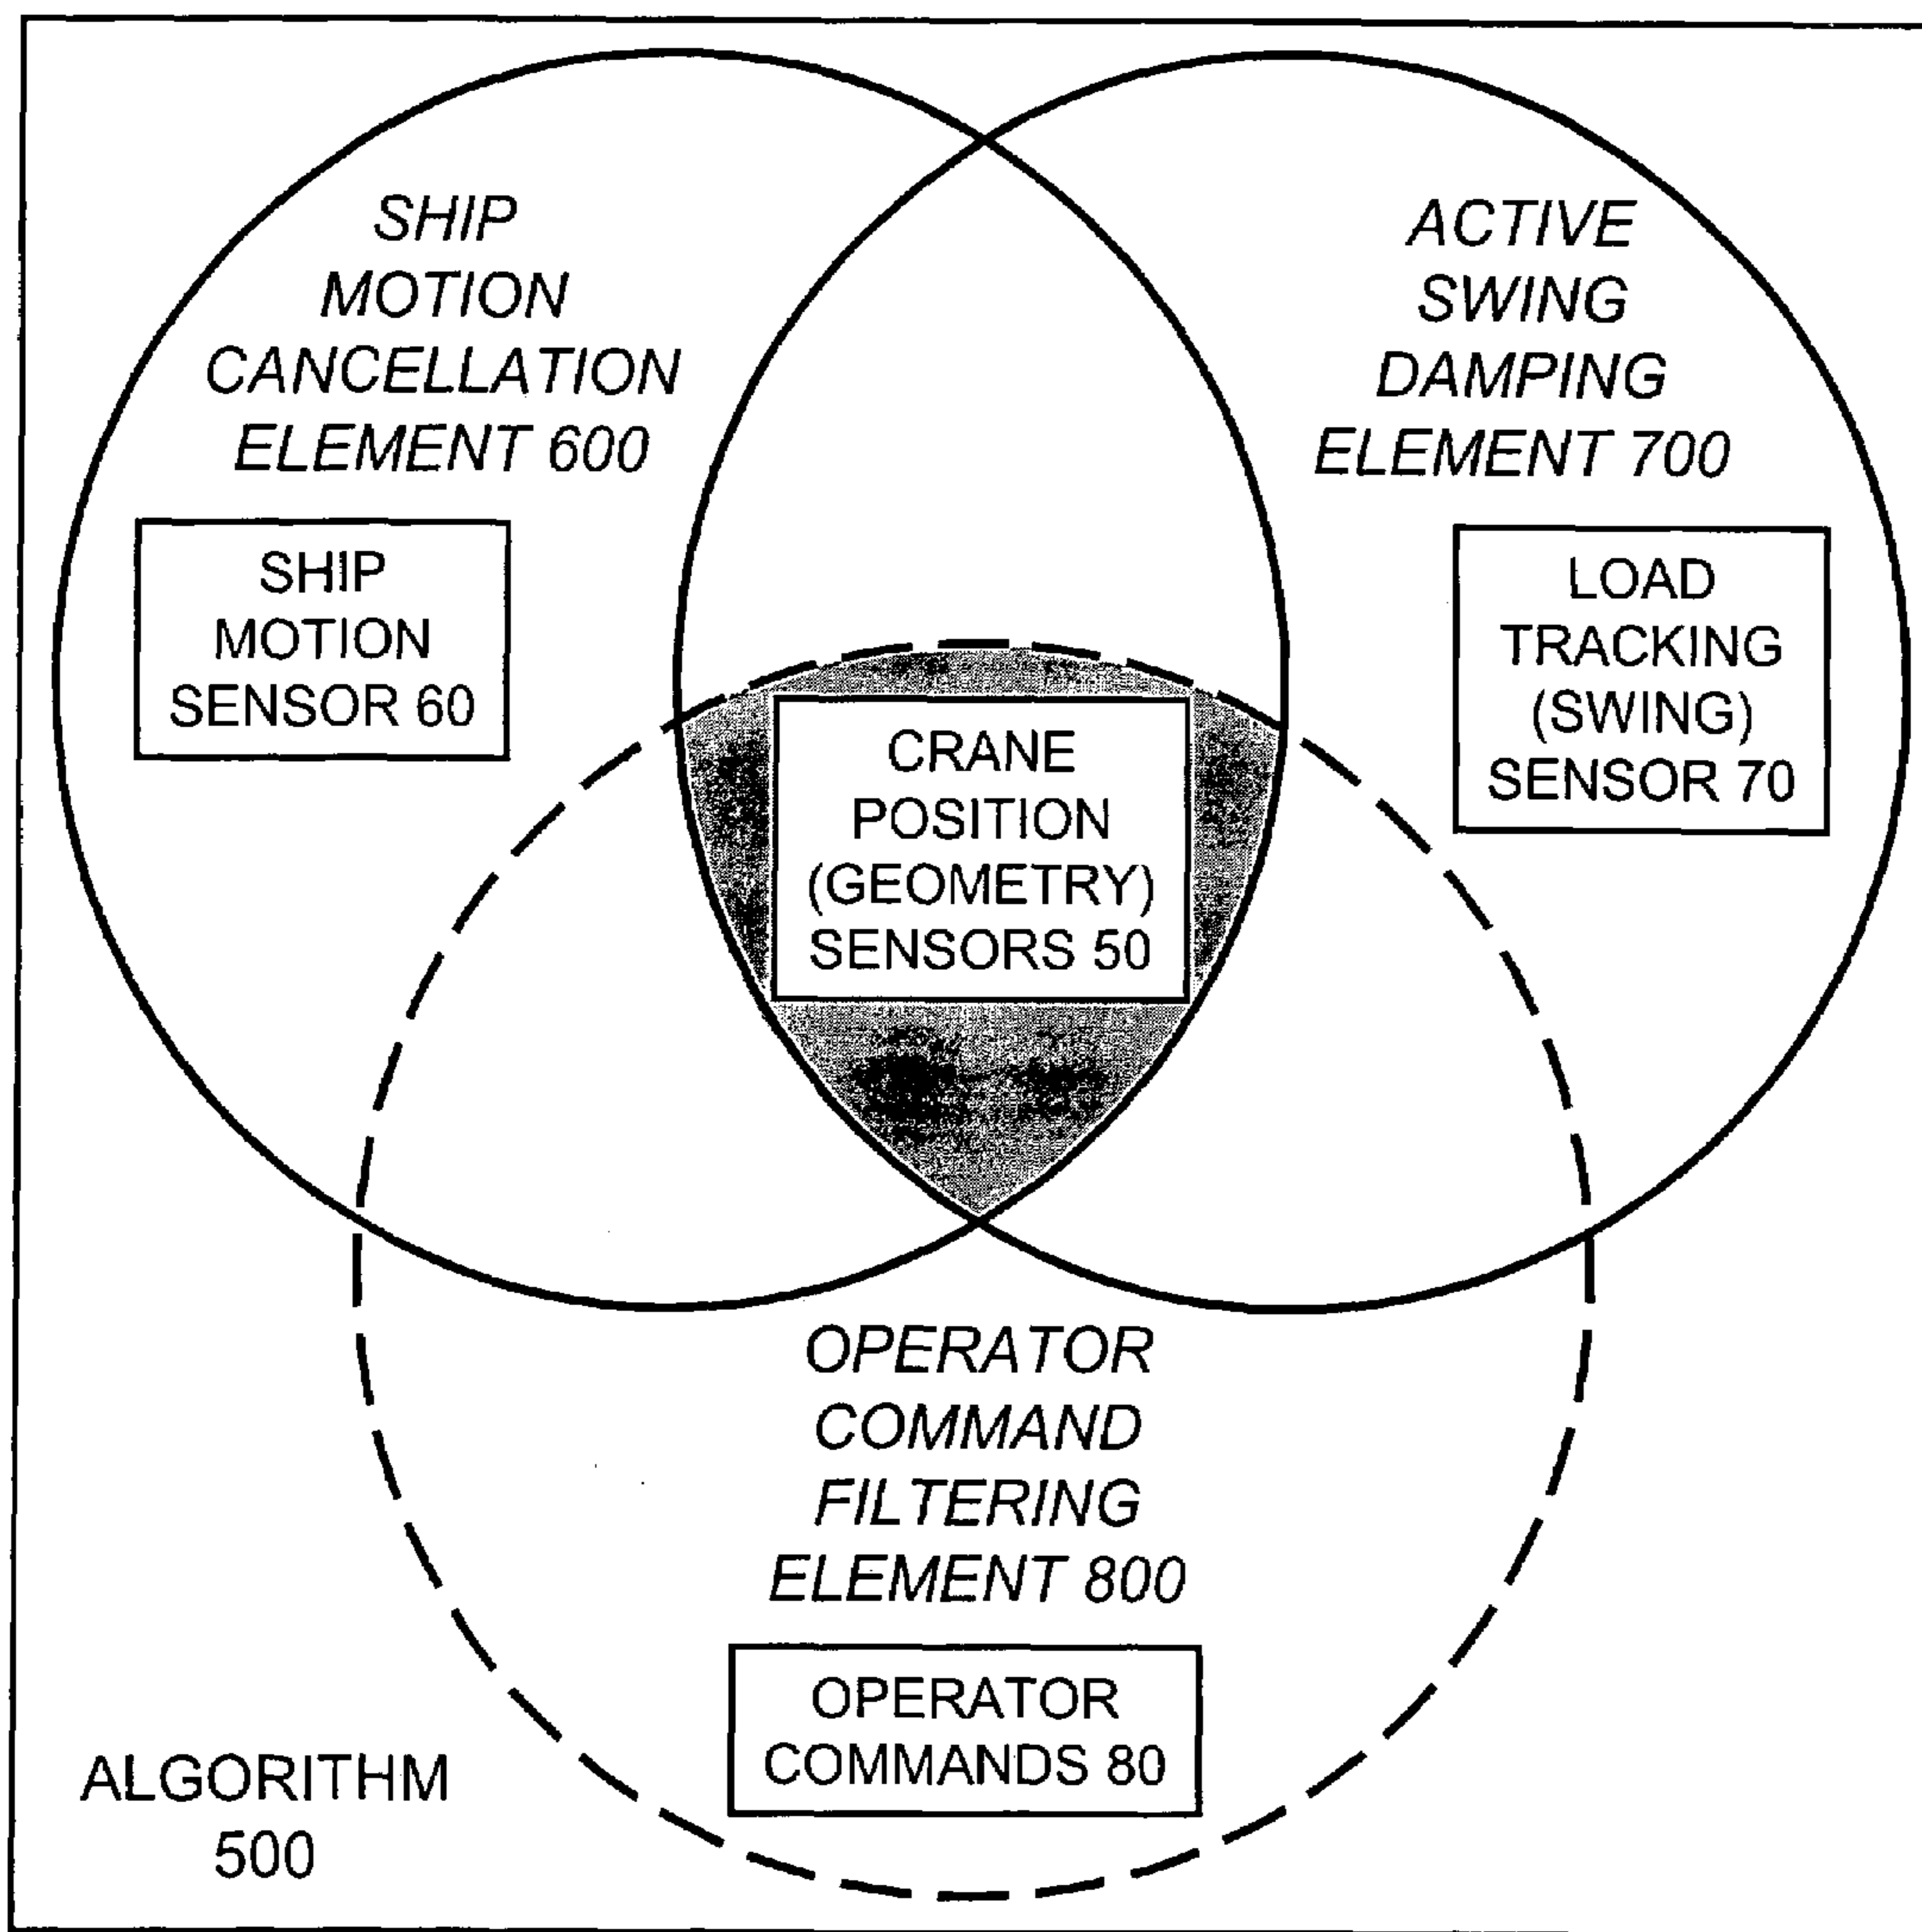 SHIP
MOTION
CANCELLATION
ELEMENT 600
ACTIVE
SWING
DAMPING
ELEMENT 700
SHIP
MOTION
SENSOR 60
LOAD
TRACKING
(SWING)
SENSOR 70
CRANE
POSITION
(GEOMETRY)
SENSORS 50
OPERATOR
COMMAND
FILTERING
ELEMENT 800
OPERATOR
COMMANDS 80
ALGORITHM
500